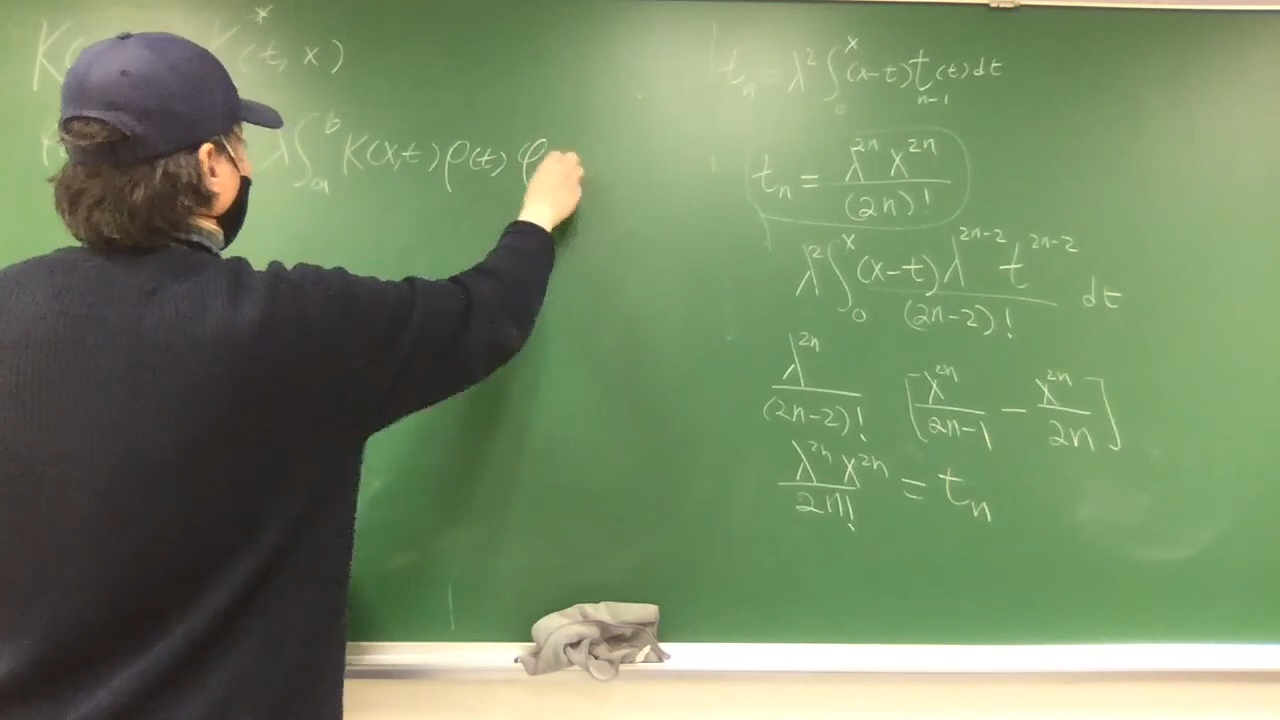 K( K*(t, x)
λ∫ₐᵇ K(x,t) ρ(t) φ
tₙ = λ² ∫₀ˣ (x-t) tₙ₋₁(t) dt
tₙ = λ²ⁿ x²ⁿ / (2n)!
λ² ∫₀ˣ (x-t) λ²ⁿ⁻² t²ⁿ⁻² / (2n-2)! dt
λ²ⁿ / (2n-2)! [x²ⁿ / 2n-1 - x²ⁿ / 2n]
λ²ⁿ x²ⁿ / 2n! = tₙ